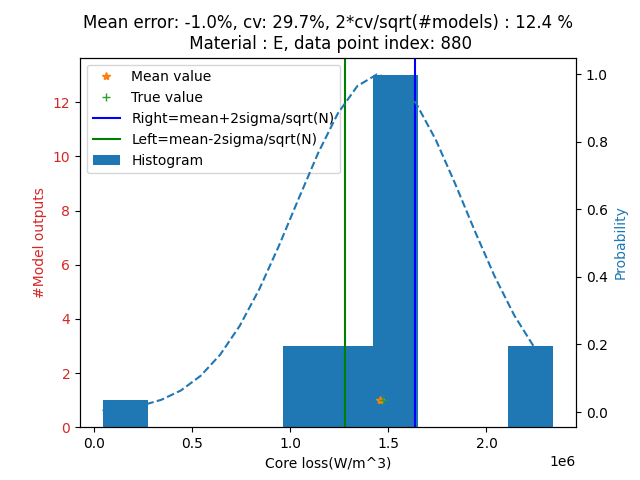 Mean error: -1.0%, cv: 29.7%, 2*cv/sqrt(#models) : 12.4 %
Material : E, data point index: 880
Mean value
True value
Right=mean+2sigma/sqrt(N)
Left=mean-2sigma/sqrt(N)
Histogram
#Model outputs
0
2
4
6
8
10
12
Probability
0.0
0.2
0.4
0.6
0.8
1.0
0.0 0.5 1.0 1.5 2.0
1e6
Core loss(W/m^3)